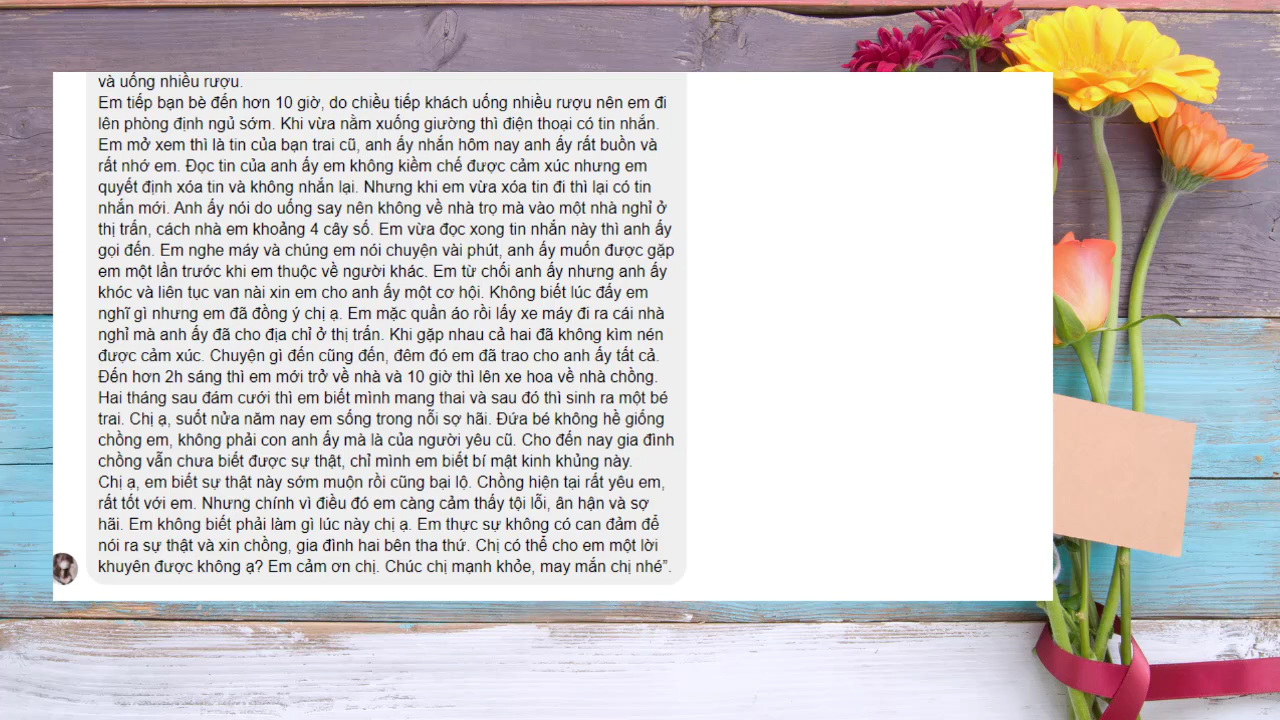 và uống nhiều rượu.
Em tiếp bạn bè đến hơn 10 giờ, do chiều tiếp khách uống nhiều rượu nên em đi
lên phòng định ngủ sớm. Khi vừa nằm xuống giường thì điện thoại có tin nhắn.
Em mở xem thì là tin của bạn trai cũ, anh ấy nhắn hôm nay anh ấy rất buồn và
rất nhớ em. Đọc tin của anh ấy em không kiềm chế được cảm xúc nhưng em
quyết định xóa tin và không nhắn lại. Nhưng khi em vừa xóa tin đi thì lại có tin
nhắn mới. Anh ấy nói do uống say nên không về nhà trọ mà vào một nhà nghỉ ở
thị trấn, cách nhà em khoảng 4 cây số. Em vừa đọc xong tin nhắn này thì anh ấy
gọi đến. Em nghe máy và chúng em nói chuyện vài phút, anh ấy muốn được gặp
em một lần trước khi em thuộc về người khác. Em từ chối anh ấy nhưng anh ấy
khóc và liên tục van nài xin em cho anh ấy một cơ hội. Không biết lúc đấy em
nghĩ gì nhưng em đã đồng ý chị ạ. Em mặc quần áo rồi lấy xe máy đi ra cái nhà
nghỉ mà anh ấy đã cho địa chỉ ở thị trấn. Khi gặp nhau cả hai đã không kìm nén
được cảm xúc. Chuyện gì đến cũng đến, đêm đó em đã trao cho anh ấy tất cả.
Đến hơn 2h sáng thì em mới trở về nhà và 10 giờ thì lên xe hoa về nhà chồng.
Hai tháng sau đám cưới thì em biết mình mang thai và sau đó thì sinh ra một bé
trai. Chị ạ, suốt nửa năm nay em sống trong nỗi sợ hãi. Đứa bé không hề giống
chồng em, không phải con anh ấy mà là của người yêu cũ. Cho đến nay gia đình
chồng vẫn chưa biết được sự thật, chỉ mình em biết bí mật kinh khủng này.
Chị ạ, em biết sự thật này sớm muộn rồi cũng bại lộ. Chồng hiện tại rất yêu em,
rất tốt với em. Nhưng chính vì điều đó em càng cảm thấy tội lỗi, ân hận và sợ
hãi. Em không biết phải làm gì lúc này chị ạ. Em thực sự không có can đảm để
nói ra sự thật và xin chồng, gia đình hai bên tha thứ. Chị có thể cho em một lời
khuyên được không ạ? Em cảm ơn chị. Chúc chị mạnh khỏe, may mắn chị nhé”.